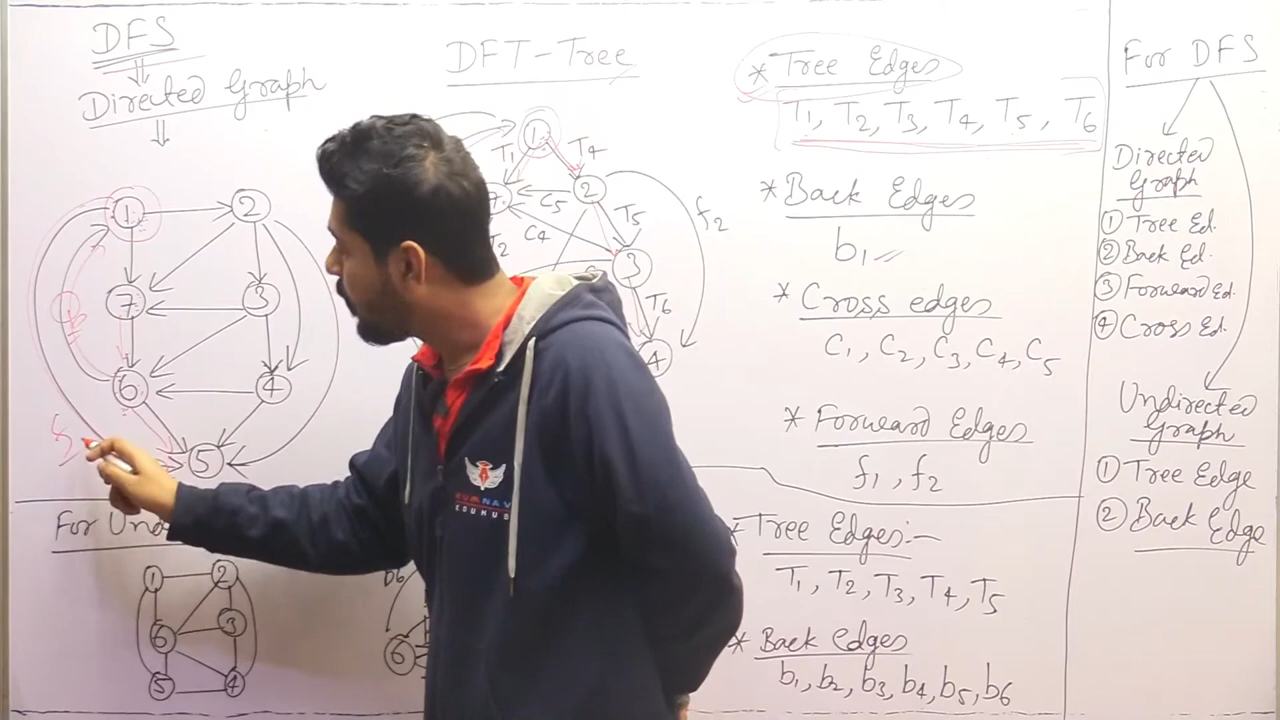 DFS
Directed Graph
1
2
7
3
6
4
5
For Un
1
2
6
3
5
4
DFT-Tree
1
T1
T4
7
C5
2
T2
C4
T5
f2
3
T6
4
b6
6
EDUHUB
* Tree Edges
T1, T2, T3, T4, T5, T6
* Back Edges
b1
* Cross edges
C1, C2, C3, C4, C5
* Forward Edges
f1, f2
* Tree Edges:-
T1, T2, T3, T4, T5
* Back edges
b1, b2, b3, b4, b5, b6
For DFS
Directed
Graph
① Tree Ed.
② Back Ed.
③ Forward Ed.
④ Cross Ed.
Undirected
Graph
① Tree Edge
② Back Edge